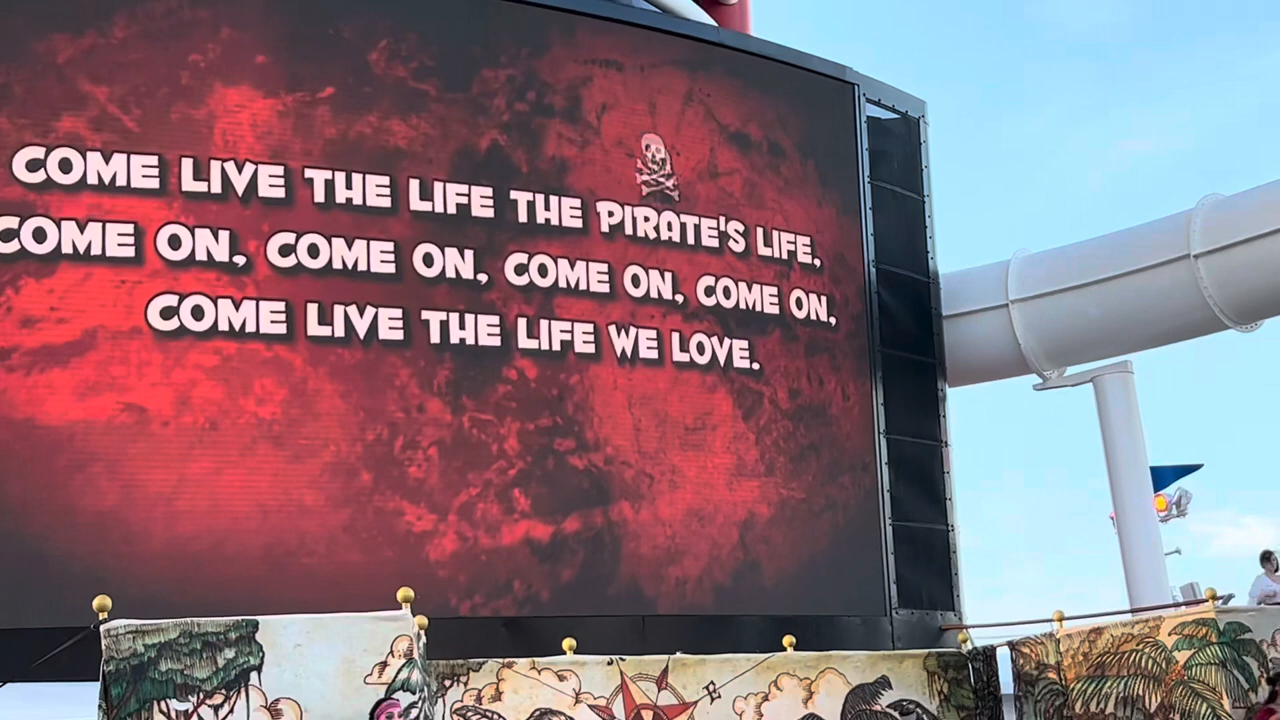 COME LIVE THE LIFE THE PIRATE'S LIFE,
COME ON, COME ON, COME ON, COME ON,
COME LIVE THE LIFE WE LOVE.
E